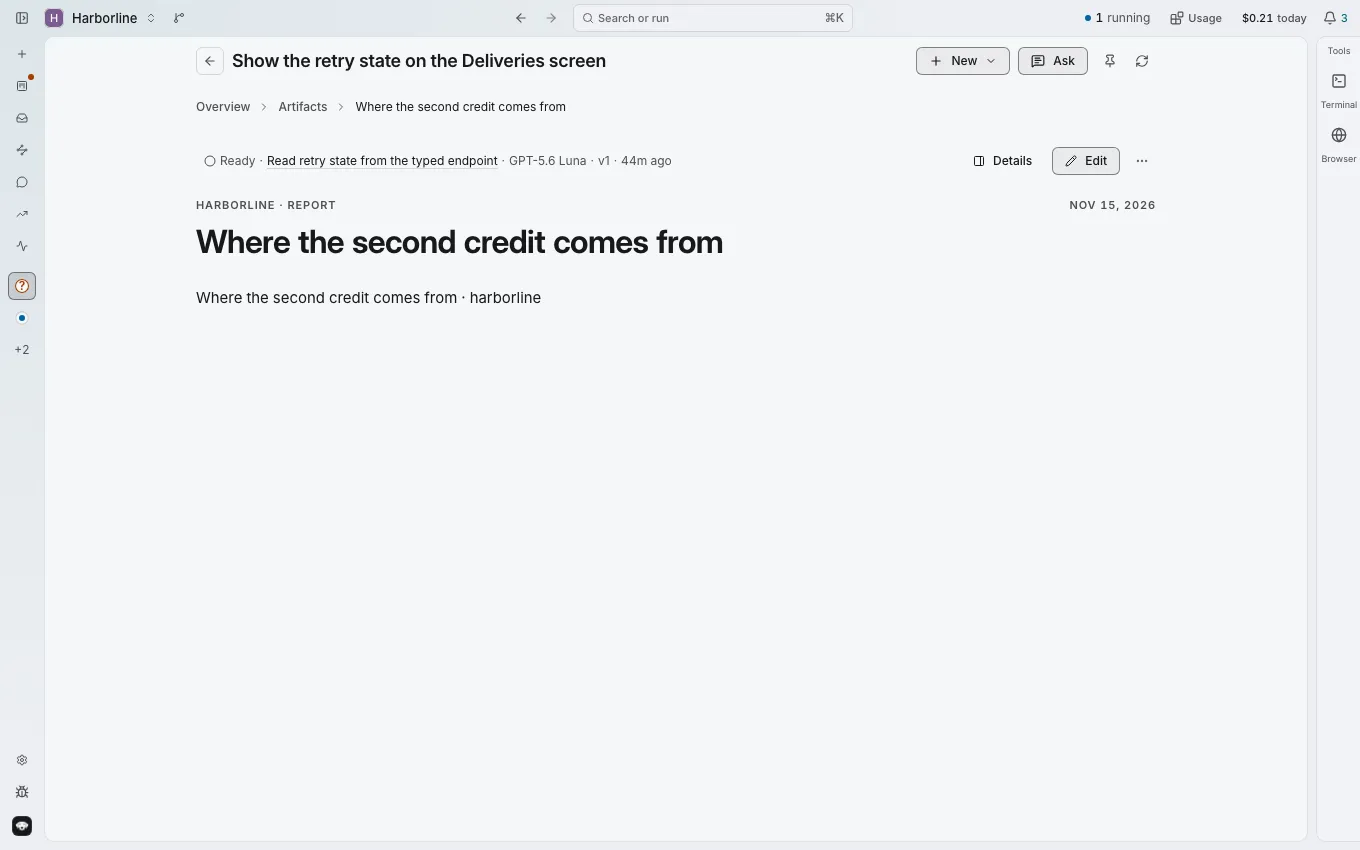 H Harborline
Search or run ⌘K
1 running
Usage
$0.21 today
3
Show the retry state on the Deliveries screen
New
Ask
Tools
Terminal
Browser
Overview > Artifacts > Where the second credit comes from
Ready · Read retry state from the typed endpoint · GPT-5.6 Luna · v1 · 44m ago
Details
Edit
HARBORLINE · REPORT
NOV 15, 2026
Where the second credit comes from
Where the second credit comes from · harborline
+2